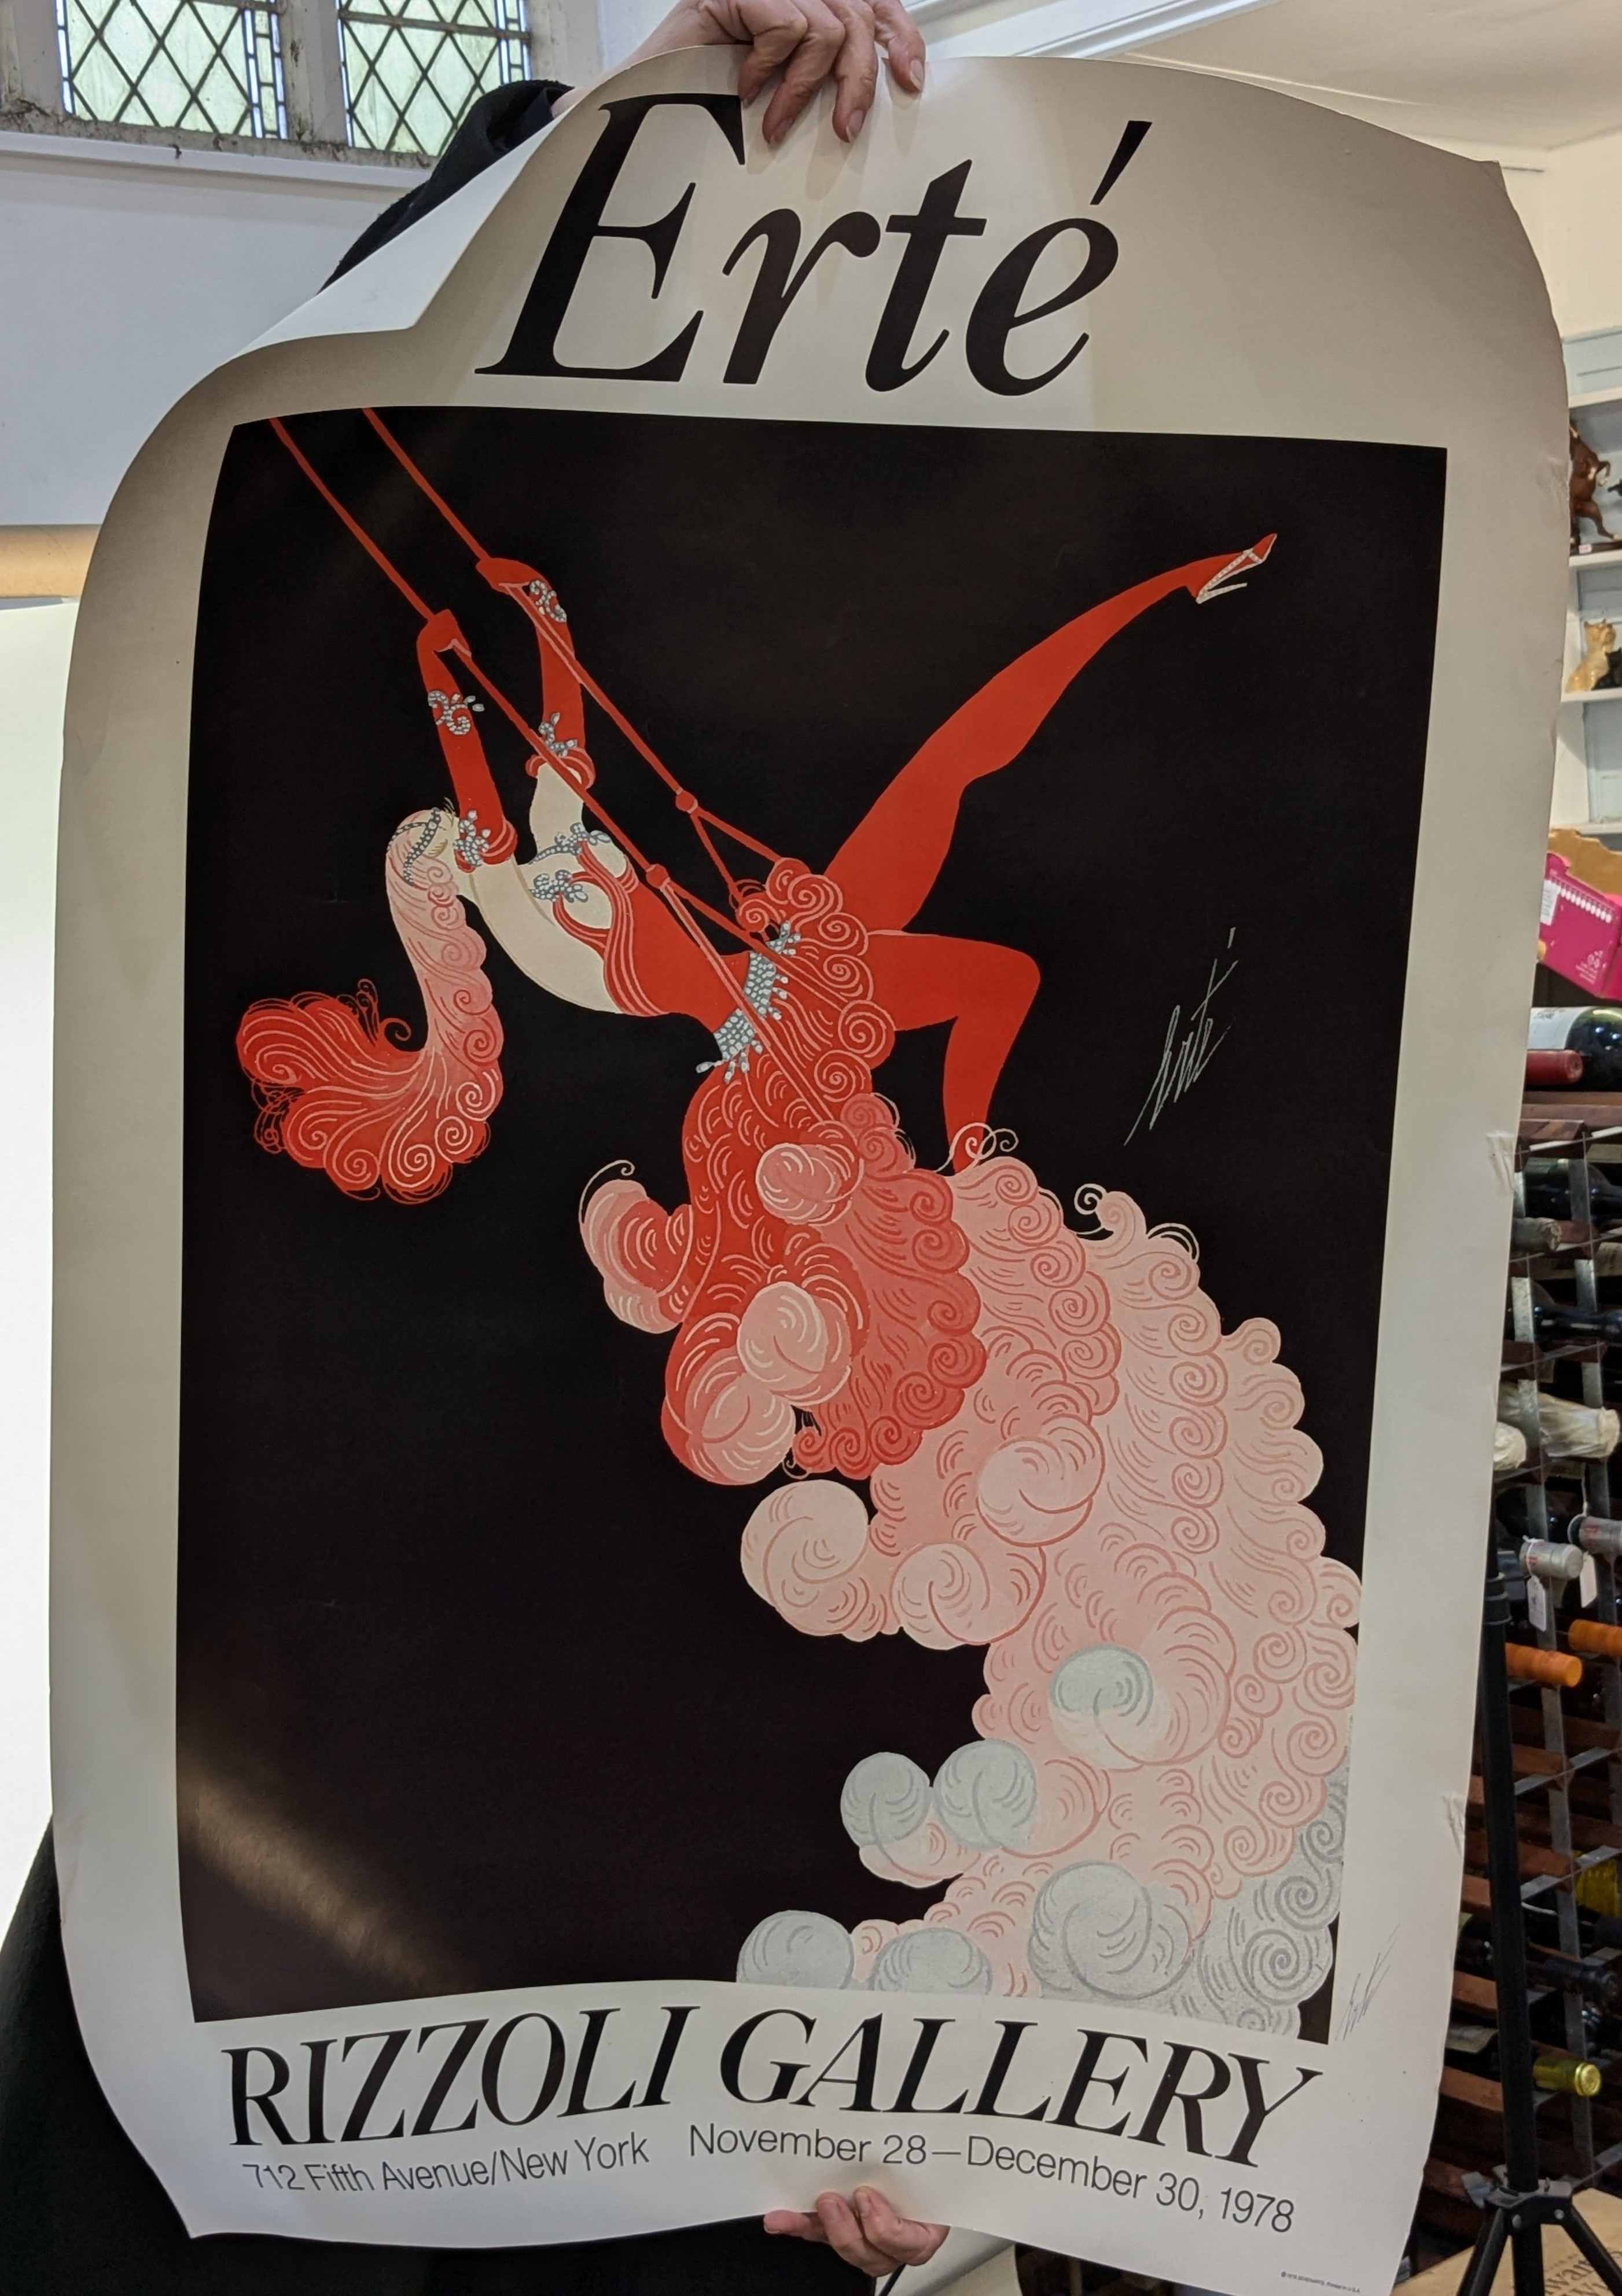 Erté
Erté
RIZZOLI GALLERY
712 Fifth Avenue/New York November 28—December 30, 1978